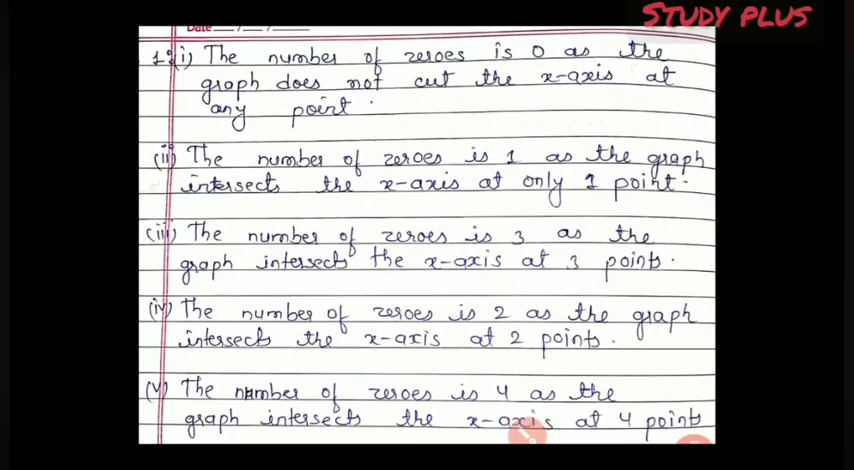 STUDY PLUS
Date
1. (i) The number of zeroes is 0 as the
graph does not cut the x-axis at
any point.
(ii) The number of zeroes is 1 as the graph
intersects the x-axis at only 1 point.
(iii) The number of zeroes is 3 as the
graph intersects the x-axis at 3 points.
(iv) The number of zeroes is 2 as the graph
intersects the x-axis at 2 points.
(v) The number of zeroes is 4 as the
graph intersects the x-axis at 4 points